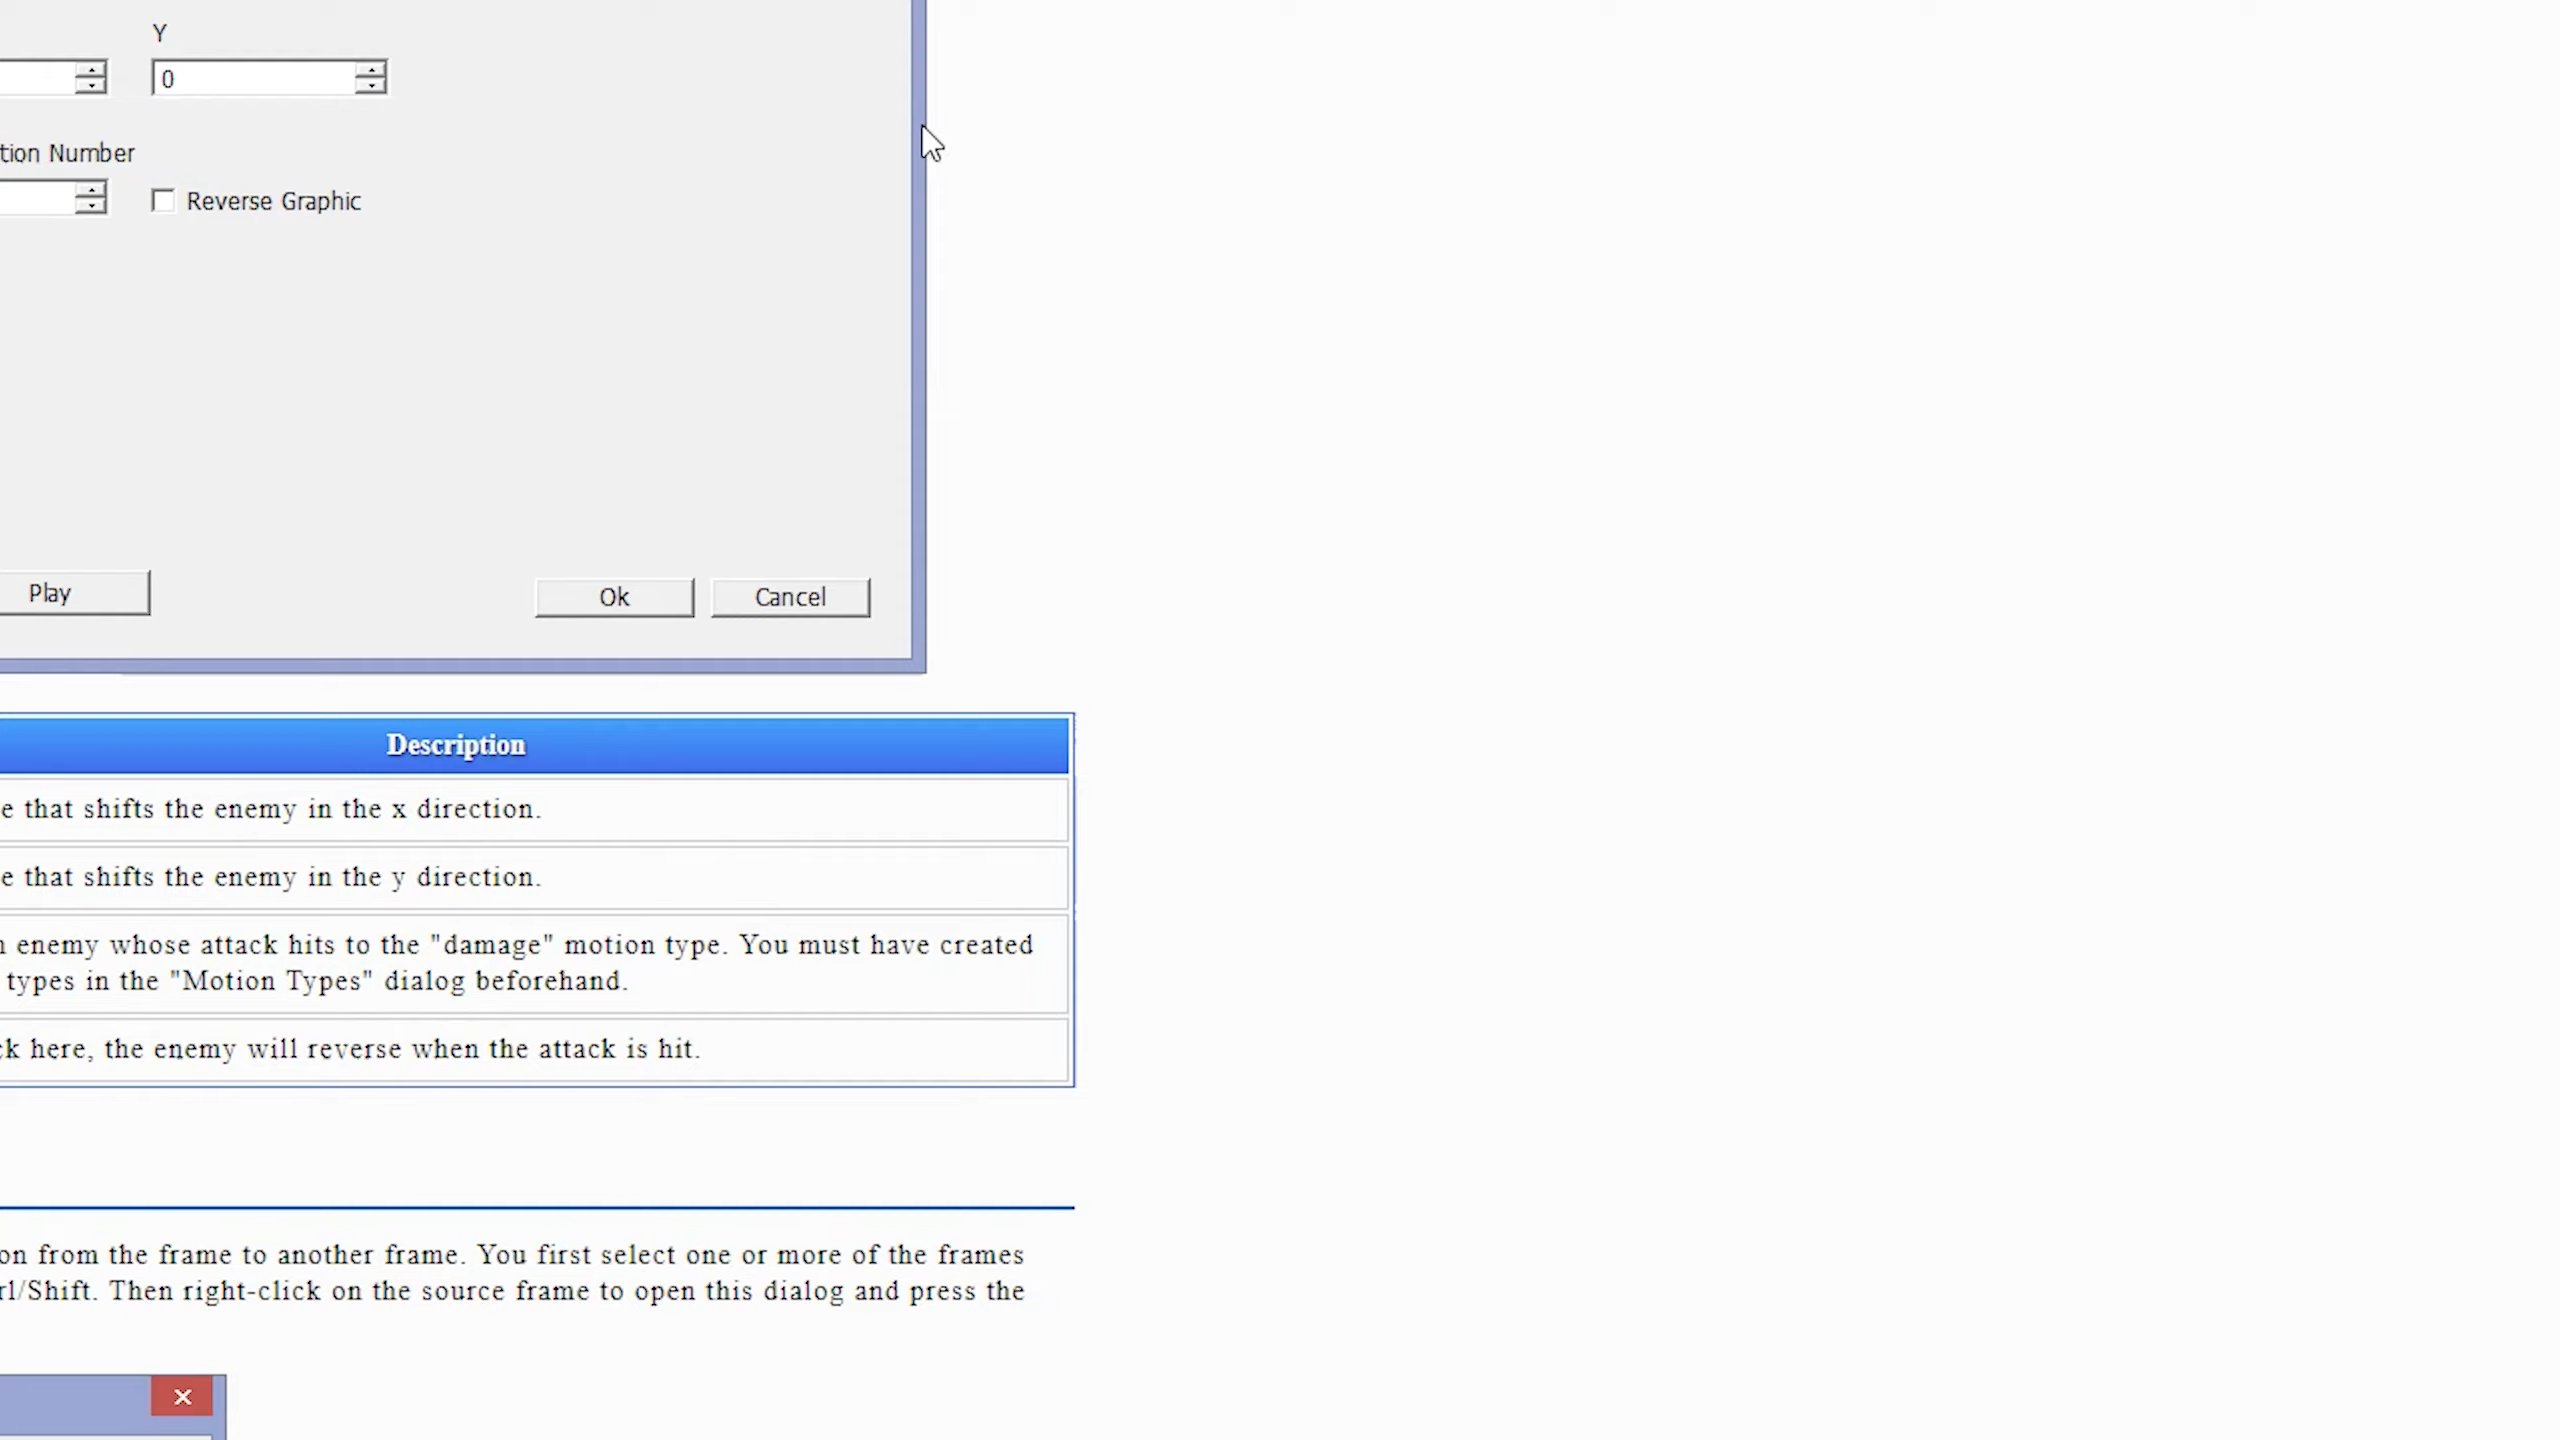 Y
0
tion Number
Reverse Graphic
Play
Ok
Cancel
Description
e that shifts the enemy in the x direction.
e that shifts the enemy in the y direction.
enemy whose attack hits to the "damage" motion type. You must have created
types in the "Motion Types" dialog beforehand.
ck here, the enemy will reverse when the attack is hit.
on from the frame to another frame. You first select one or more of the frames
rl/Shift. Then right-click on the source frame to open this dialog and press the